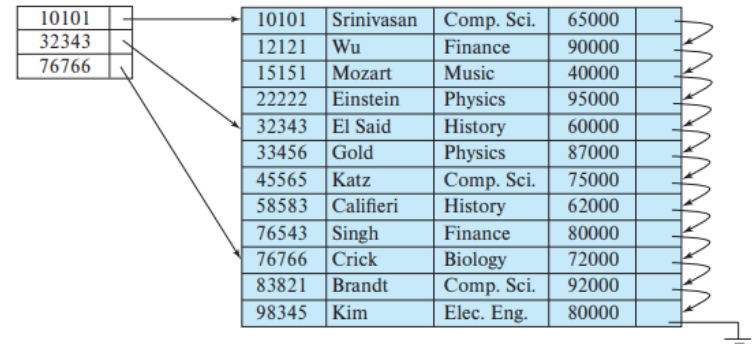 10101
32343
76766
10101 Srinivasan Comp. Sci. 65000
12121 Wu Finance 90000
15151 Mozart Music 40000
22222 Einstein Physics 95000
32343 El Said History 60000
33456 Gold Physics 87000
45565 Katz Comp. Sci. 75000
58583 Califieri History 62000
76543 Singh Finance 80000
76766 Crick Biology 72000
83821 Brandt Comp. Sci. 92000
98345 Kim Elec. Eng. 80000